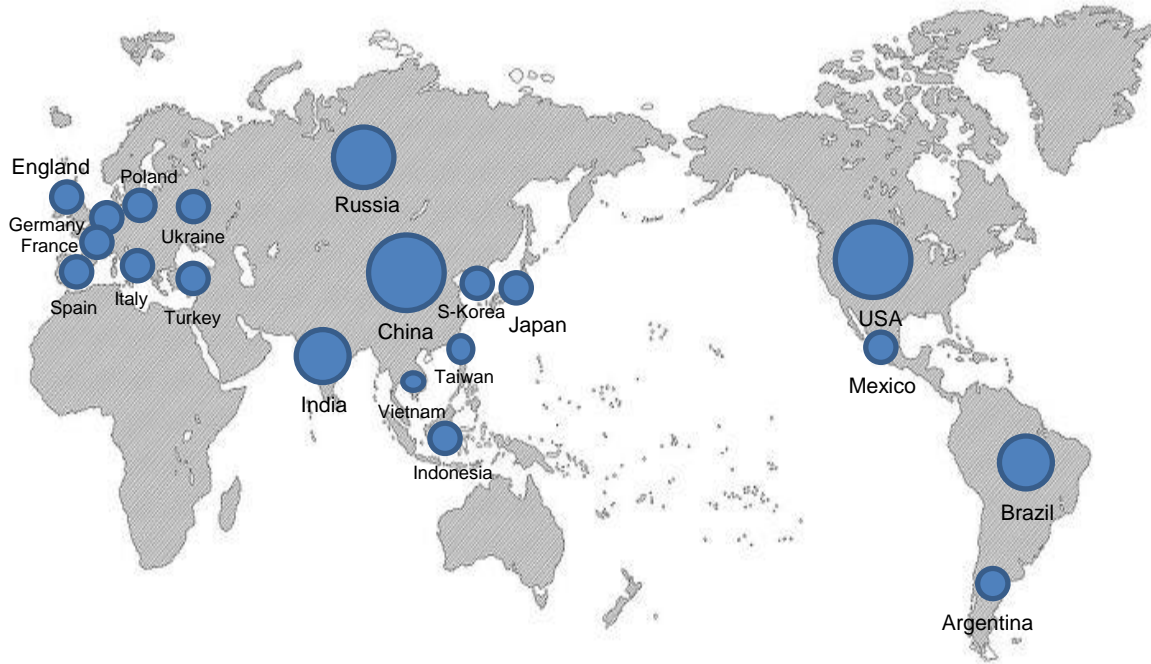 England
Poland
Germany
France
Ukraine
Spain
Italy
Turkey
Russia
China
S-Korea
Japan
India
Taiwan
Vietnam
Indonesia
USA
Mexico
Brazil
Argentina